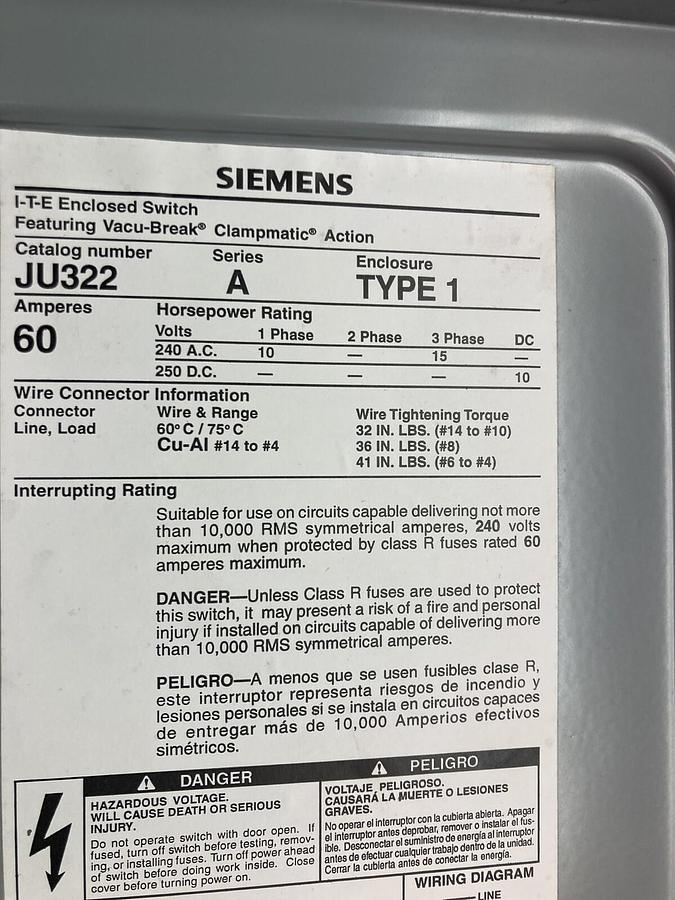 SIEMENS
I-T-E Enclosed Switch
Featuring Vacu-Break® Clampmatic® Action
Catalog number Series Enclosure
JU322 A TYPE 1
Amperes Horsepower Rating
60 Volts 1 Phase 2 Phase 3 Phase DC
240 A.C. 10 — 15 —
250 D.C. — — — 10
Wire Connector Information
Connector Wire & Range Wire Tightening Torque
Line, Load 60°C / 75°C 32 IN. LBS. (#14 to #10)
Cu-Al #14 to #4 36 IN. LBS. (#8)
41 IN. LBS. (#6 to #4)
Interrupting Rating
Suitable for use on circuits capable delivering not more
than 10,000 RMS symmetrical amperes, 240 volts
maximum when protected by class R fuses rated 60
amperes maximum.
DANGER—Unless Class R fuses are used to protect
this switch, it may present a risk of a fire and personal
injury if installed on circuits capable of delivering more
than 10,000 RMS symmetrical amperes.
PELIGRO—A menos que se usen fusibles clase R,
este interruptor representa riesgos de incendio y
lesiones personales si se instala en circuitos capaces
de entregar más de 10,000 Amperios efectivos
simétricos.
DANGER
HAZARDOUS VOLTAGE.
WILL CAUSE DEATH OR SERIOUS
INJURY.
Do not operate switch with door open. If
fused, turn off switch before testing, remov-
ing, or installing fuses. Turn off power ahead
of switch before doing work inside. Close
cover before turning power on.
PELIGRO
VOLTAJE PELIGROSO.
CAUSARÁ LA MUERTE O LESIONES
GRAVES.
No operar el interruptor con la cubierta abierta. Apagar
el interruptor antes deprobar, remover o instalar el fus-
ible. Desconectar el suministro de energía al interruptor
antes de efectuar cualquier trabajo dentro de la unidad.
Cerrar la cubierta antes de conectar la energía.
WIRING DIAGRAM
LINE